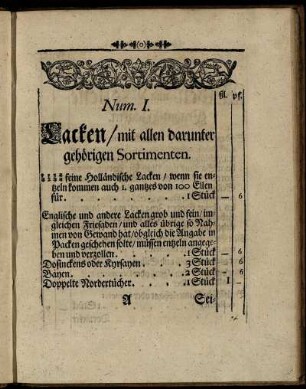 (o)
fl. pf.
Num. I.
Lacken / mit allen darunter
gehörigen Sortimenten.
feine Holländische Lacken / wenn sie en-
tzeln kommen auch 1. gantzes von 100 Ellen
für. . . . . 1 Stück — 6
Englische und andere Lacken grob und fein / im-
gleichen Friesaden / und alles übrige so Nah-
men von Gewand hat / obgleich die Angabe in
Packen geschehen solte / müssen entzeln angege-
ben und verzollen. . . . 1 Stück — 6
Dosinckens oder Kyrsayen. . . 3 Stück — 6
Bayen. . . . . 2 Stück — 6
Doppelte Nordertücher. . . 1 Stück 1 —
A Sei-